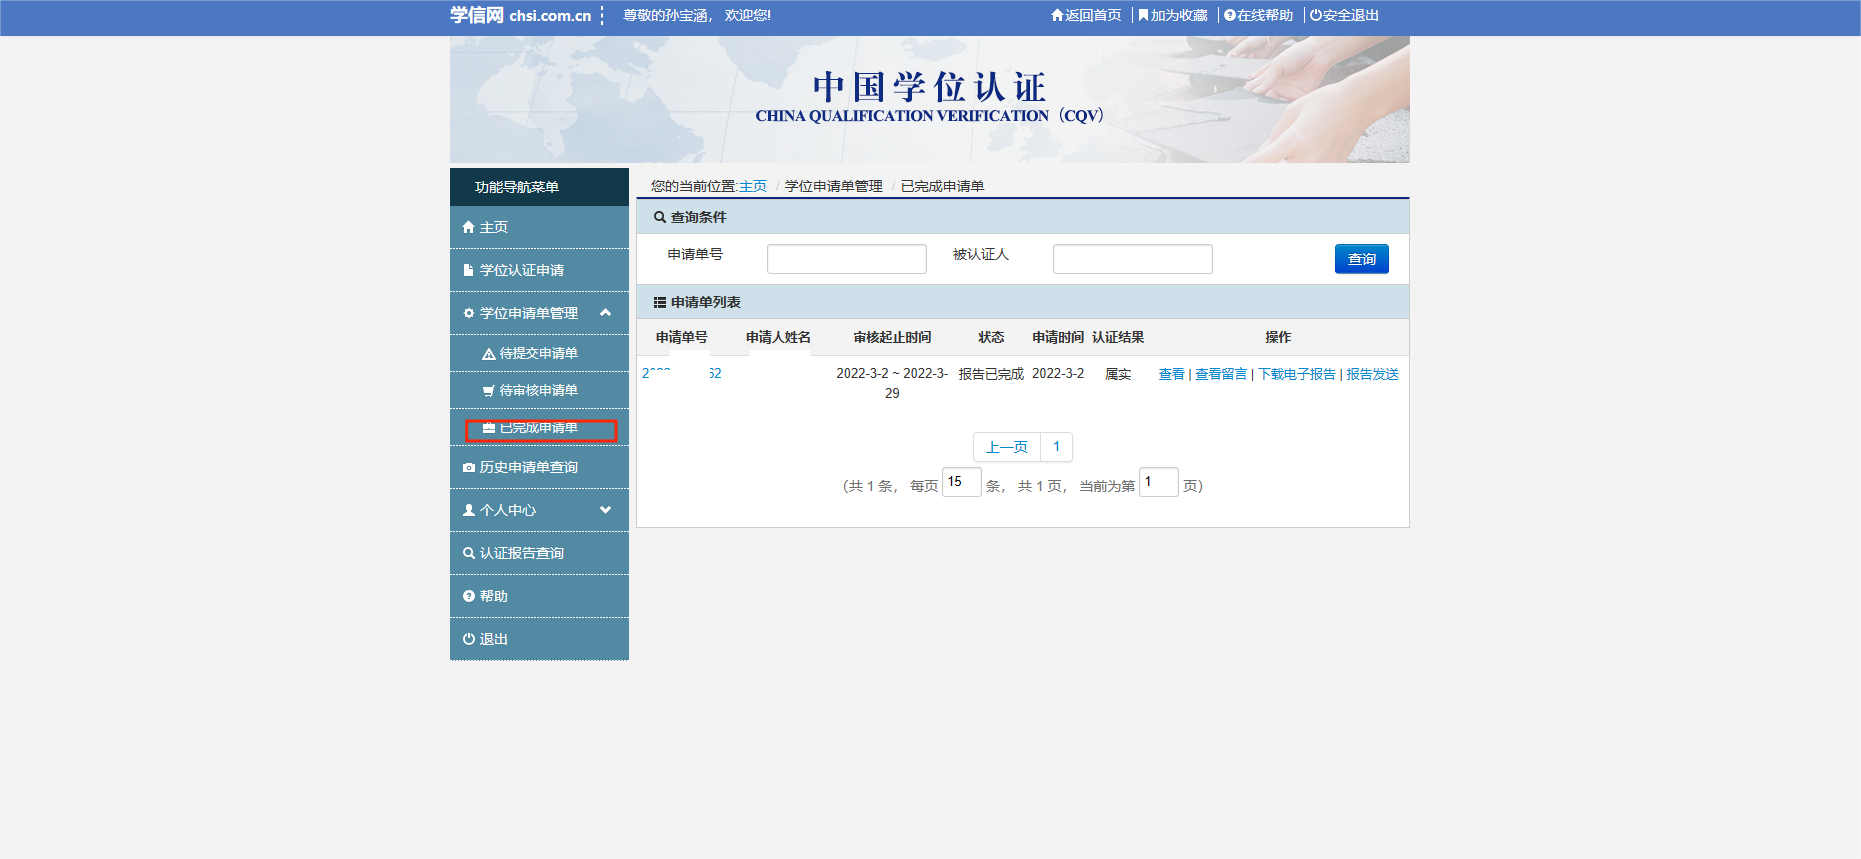 学信网 chsi.com.cn 尊敬的孙宝涵， 欢迎您! 返回首页 加为收藏 在线帮助 安全退出
中国学位认证
CHINA QUALIFICATION VERIFICATION（CQV）
功能导航菜单
主页
学位认证申请
学位申请单管理
待提交申请单
待审核申请单
已完成申请单
历史申请单查询
个人中心
认证报告查询
帮助
退出
您的当前位置:主页 / 学位申请单管理 / 已完成申请单
查询条件
申请单号 被认证人 查询
申请单列表
申请单号 申请人姓名 审核起止时间 状态 申请时间 认证结果 操作
62 2022-3-2 ~ 2022-3-29 报告已完成 2022-3-2 属实 查看 | 查看留言 | 下载电子报告 | 报告发送
上一页 1
（共 1 条， 每页 15 条， 共 1 页， 当前为第 1 页）